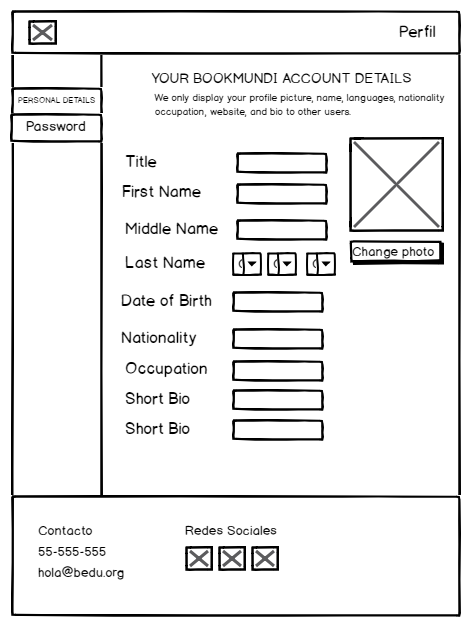 Perfil
PERSONAL DETAILS
Password
YOUR BOOKMUNDI ACCOUNT DETAILS
We only display your profile picture, name, languages, nationality
occupation, website, and bio to other users.
Title
First Name
Middle Name
Last Name
Date of Birth
Nationality
Occupation
Short Bio
Short Bio
Change photo
Contacto
55-555-555
hola@bedu.org
Redes Sociales